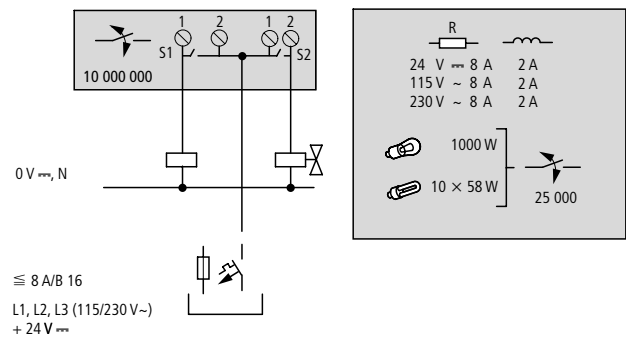 1 2 1 2
S1 S2
10 000 000
0 V ⎓, N
≦ 8 A/B 16
L1, L2, L3 (115/230 V~)
+ 24 V ⎓
R
24 V ⎓ 8 A 2 A
115 V ~ 8 A 2 A
230 V ~ 8 A 2 A
1000 W
10 × 58 W
25 000